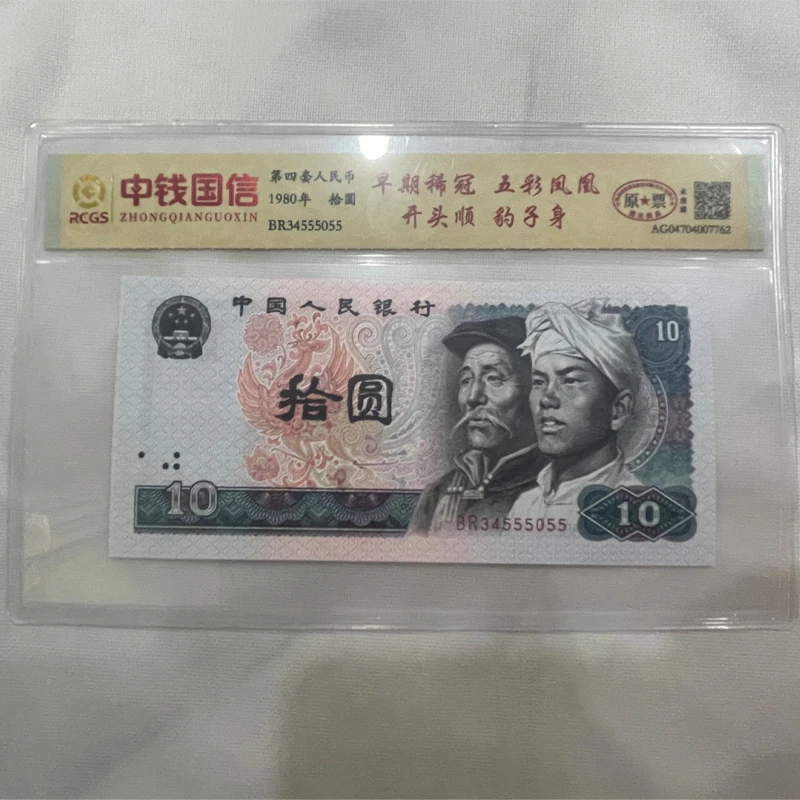 RCGS
中钱国信
ZHONGQIANGUOXIN
第四套人民币
1980年 拾圆
BR34555055
早期稀冠 五彩凤凰
开头顺 豹子身
原★票
AG04704007762
中国人民银行
10
拾圆
10
BR34555055
10